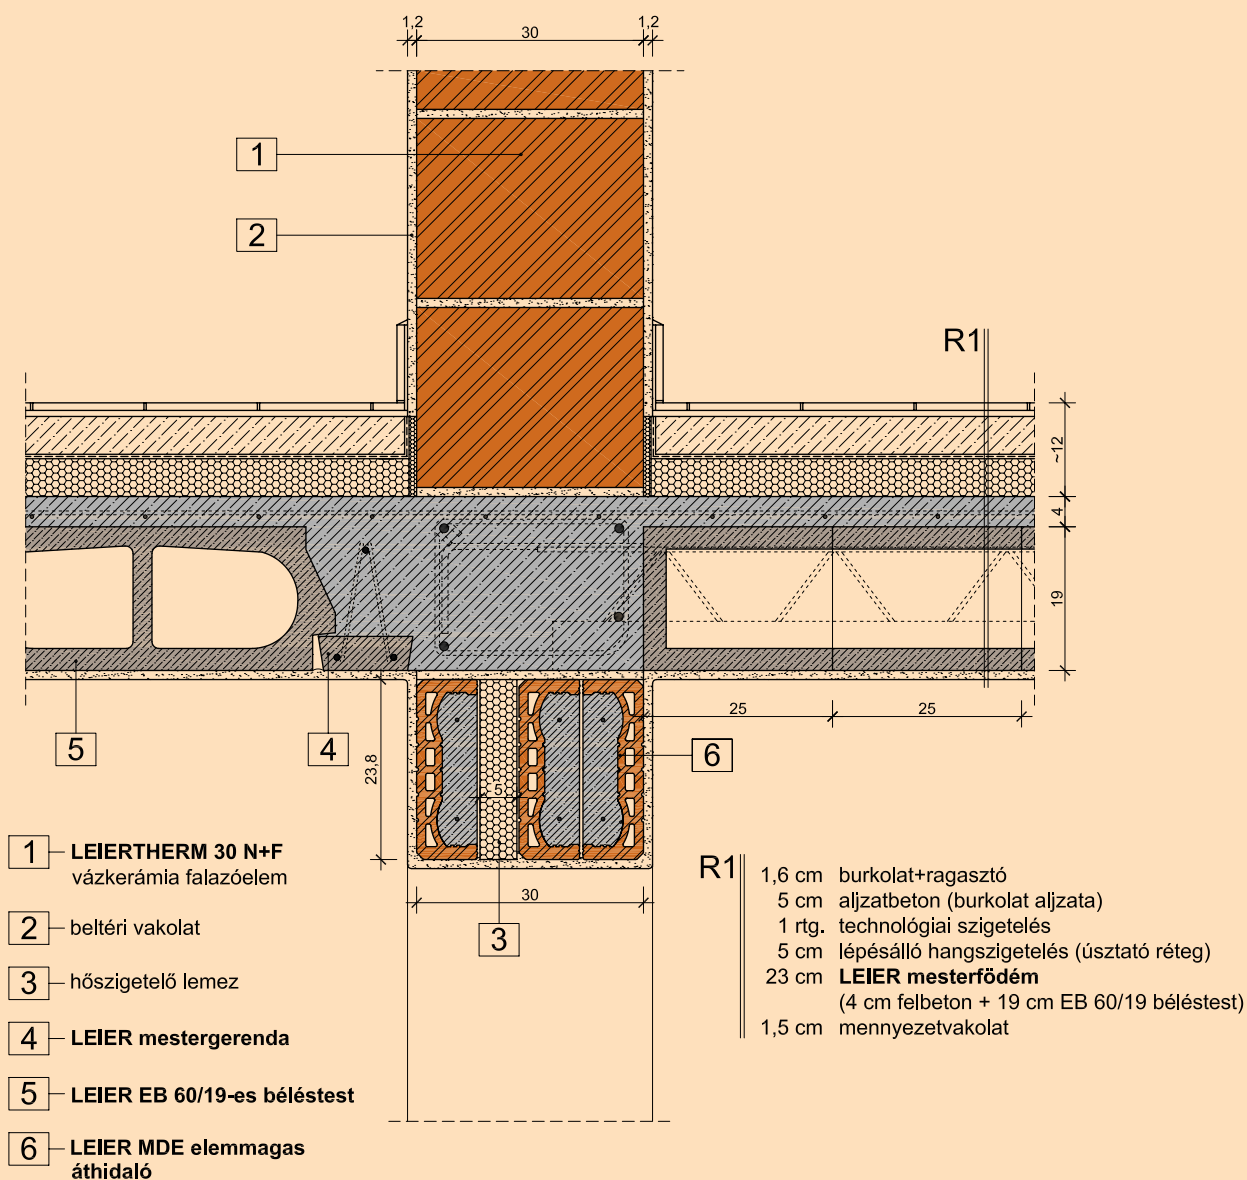 1,2
30
1,2
1
2
R1
~12
4
19
25
25
5
4
23,8
5
6
30
3
1 LEIERTHERM 30 N+F
vázkerámia falazóelem
2 beltéri vakolat
3 hőszigetelő lemez
4 LEIER mestergerenda
5 LEIER EB 60/19-es béléstest
6 LEIER MDE elemmagas
áthidaló
R1
1,6 cm burkolat+ragasztó
5 cm aljzatbeton (burkolat aljzata)
1 rtg. technológiai szigetelés
5 cm lépésálló hangszigetelés (úsztató réteg)
23 cm LEIER mesterfödém
(4 cm felbeton + 19 cm EB 60/19 béléstest)
1,5 cm mennyezetvakolat